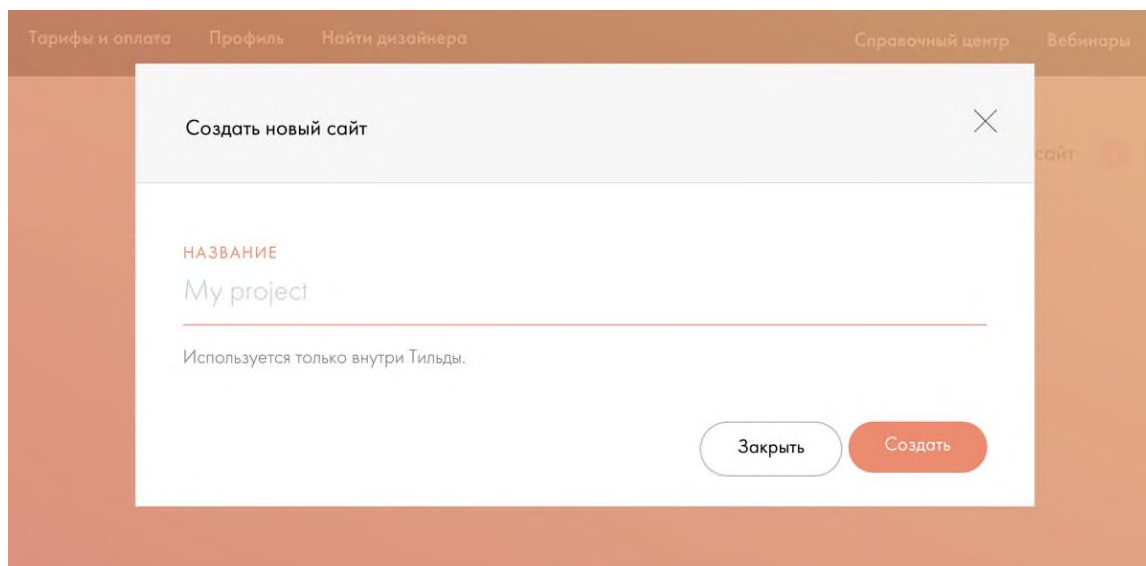 Тарифы и оплата Профиль Найти дизайнера Справочный центр Вебинары
Создать новый сайт
сайт
НАЗВАНИЕ
My project
Используется только внутри Тильды.
Закрыть Создать